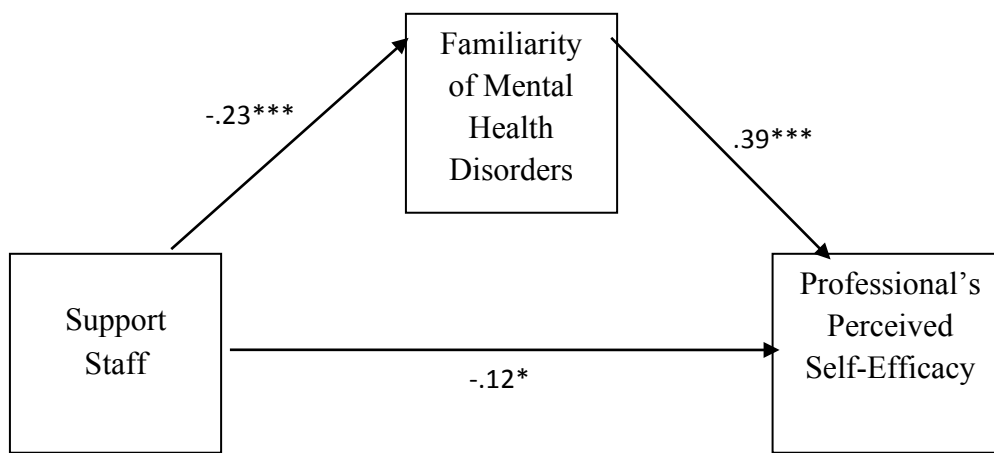 Familiarity
of Mental
Health
Disorders
-.23***
.39***
Support
Staff
Professional’s
Perceived
Self-Efficacy
-.12*